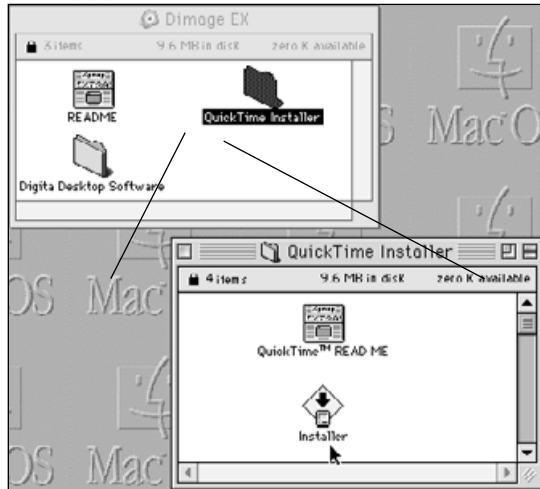 Dimage EX
3 items 9.6 MB in disk zero K available
README
QuickTime Installer
Digita Desktop Software
Mac O
S
OS Mac
QuickTime Installer
4 items 9.6 MB in disk zero K available
QuickTime™ READ ME
Installer
OS Mac